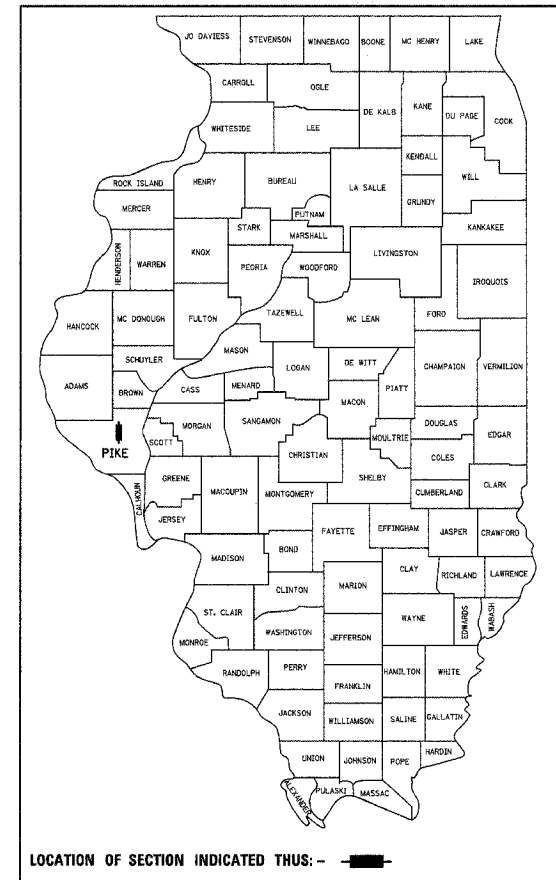 JO DAVIESS STEVENSON WINNEBAGO BOONE MC HENRY LAKE
CARROLL OGLE DE KALB KANE DU PAGE COOK
WHITESIDE LEE KENDALL WILL
ROCK ISLAND HENRY BUREAU LA SALLE GRUNDY
MERCER PUTNAM KANKAKEE
STARK MARSHALL LIVINGSTON
HENDERSON WARREN KNOX PEORIA WOODFORD IROQUOIS
HANCOCK MC DONOUGH FULTON TAZEWELL MC LEAN FORD
SCHUYLER MASON LOGAN DE WITT CHAMPAIGN VERMILION
ADAMS BROWN CASS MENARD MACON PIATT
MORGAN SANGAMON DOUGLAS
PIKE SCOTT CHRISTIAN MOULTRIE COLES EDGAR
GREENE MACOUPIN MONTGOMERY SHELBY CUMBERLAND CLARK
CALHOUN JERSEY FAYETTE EFFINGHAM JASPER CRAWFORD
MADISON BOND CLAY RICHLAND LAWRENCE
CLINTON MARION
ST. CLAIR WAYNE EDWARDS WABASH
MONROE WASHINGTON JEFFERSON
RANDOLPH PERRY HAMILTON WHITE
FRANKLIN
JACKSON WILLIAMSON SALINE GALLATIN
UNION JOHNSON POPE HARDIN
ALEXANDER PULASKI MASSAC
LOCATION OF SECTION INDICATED THUS: -